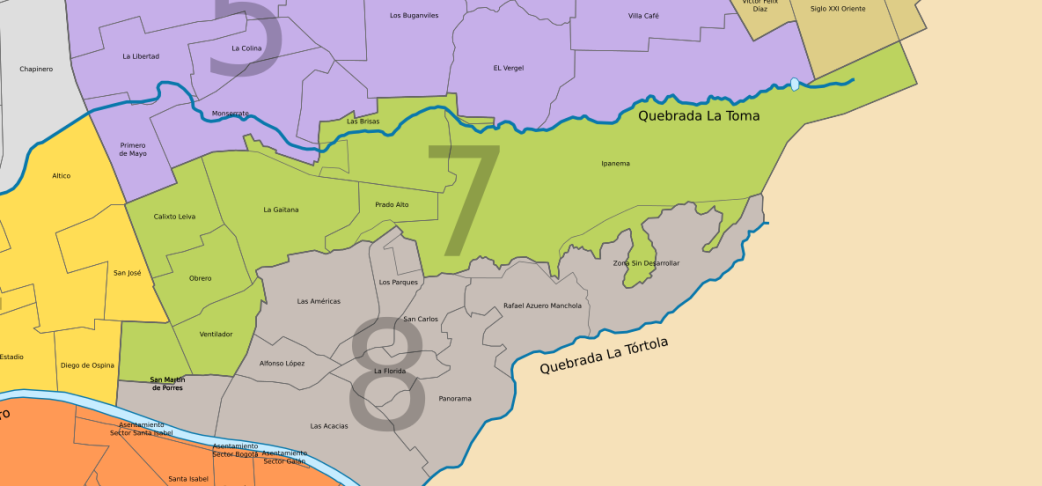 Víctor Félix
Díaz
Siglo XXI Oriente
Los Buganviles
Villa Café
5
La Colina
La Libertad
Chapinero
EL Vergel
Monserrate
Quebrada La Toma
Las Brisas
Primero
de Mayo
7
Ipanema
Altico
Prado Alto
La Gaitana
Calixto Leiva
Zona Sin Desarrollar
San José
Obrero
Los Parques
Las Américas
Rafael Azuero Manchola
San Carlos
Ventilador
8
Quebrada La Tórtola
Estadio
Diego de Ospina
Alfonso López
La Florida
San Martín
de Porres
Panorama
Las Acacias
Asentamiento
Sector Santa Isabel
Asentamiento
Sector Bogotá
Asentamiento
Sector Galán
Santa Isabel